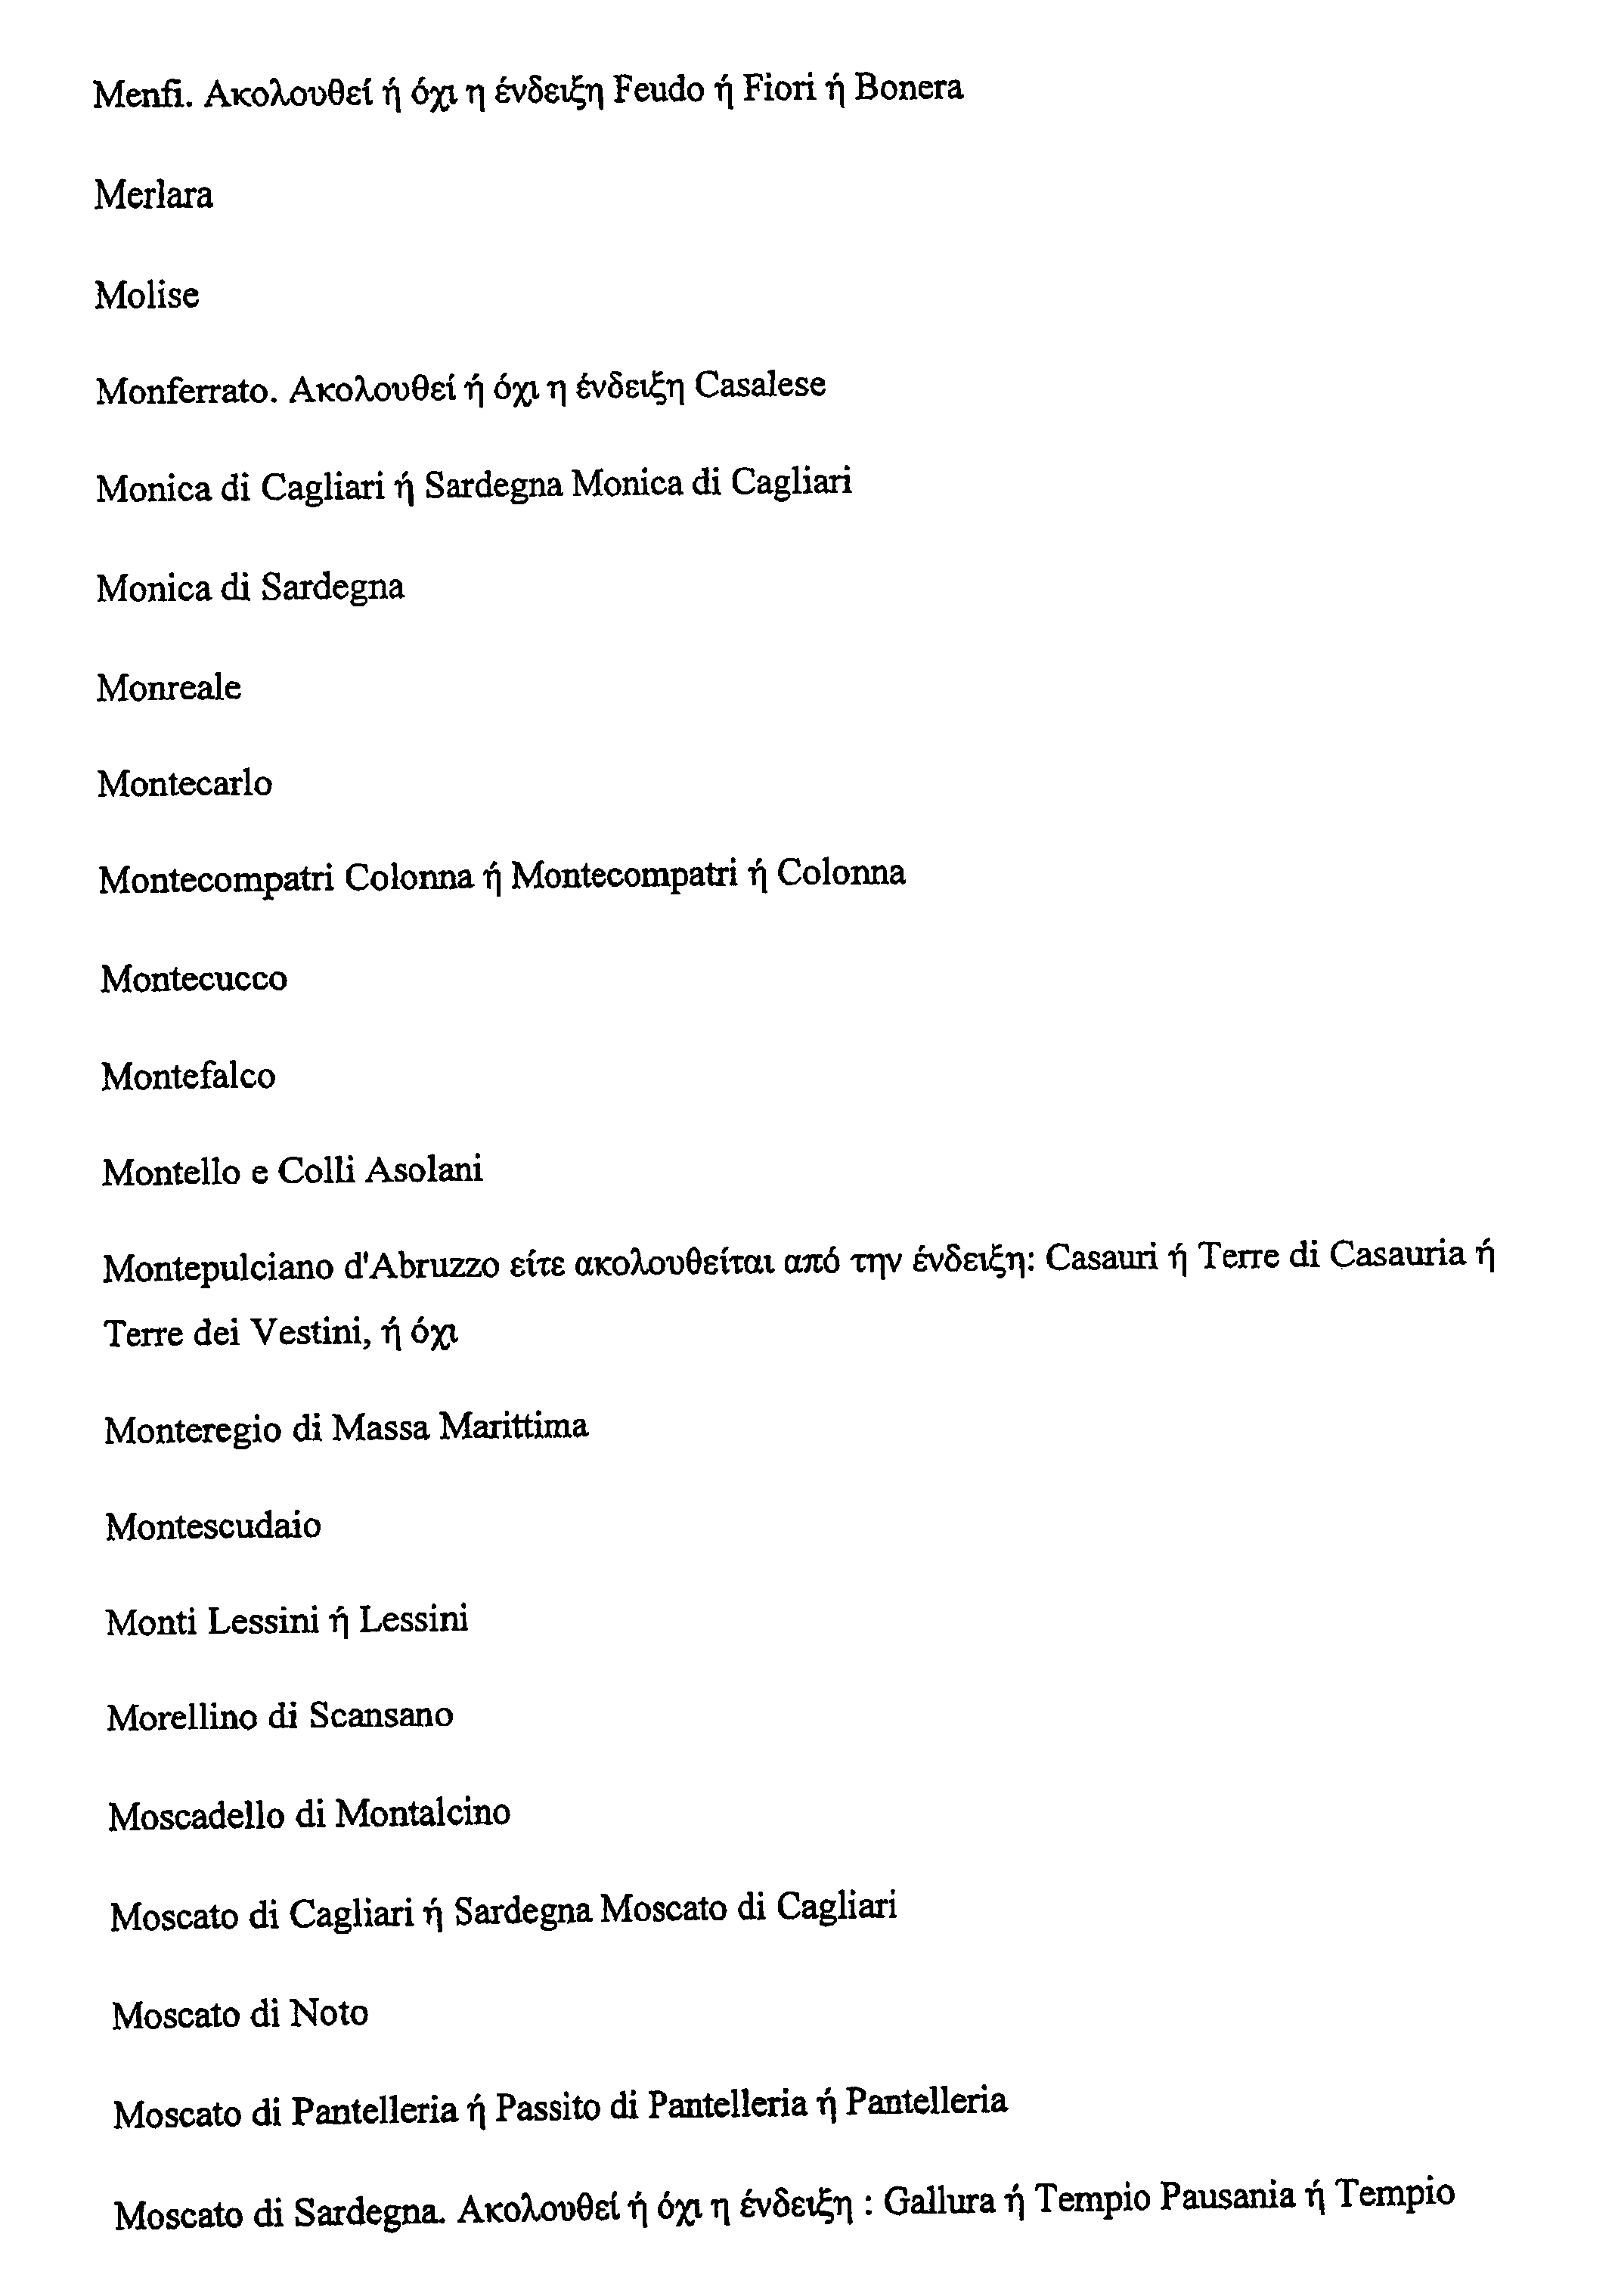 Menfi. Ακολουθεί ή όχι η ένδειξη Feudo ή Fiori ή Bonera
Merlara
Molise
Monferrato. Ακολουθεί ή όχι η ένδειξη Casalese
Monica di Cagliari ή Sardegna Monica di Cagliari
Monica di Sardegna
Monreale
Montecarlo
Montecompatri Colonna ή Montecompatri ή Colonna
Montecucco
Montefalco
Montello e Colli Asolani
Montepulciano d'Abruzzo είτε ακολουθείται από την ένδειξη: Casauri ή Terre di Casauria ή
Terre dei Vestini, ή όχι
Monteregio di Massa Marittima
Montescudaio
Monti Lessini ή Lessini
Morellino di Scansano
Moscadello di Montalcino
Moscato di Cagliari ή Sardegna Moscato di Cagliari
Moscato di Noto
Moscato di Pantelleria ή Passito di Pantelleria ή Pantelleria
Moscato di Sardegna. Ακολουθεί ή όχι η ένδειξη : Gallura ή Tempio Pausania ή Tempio